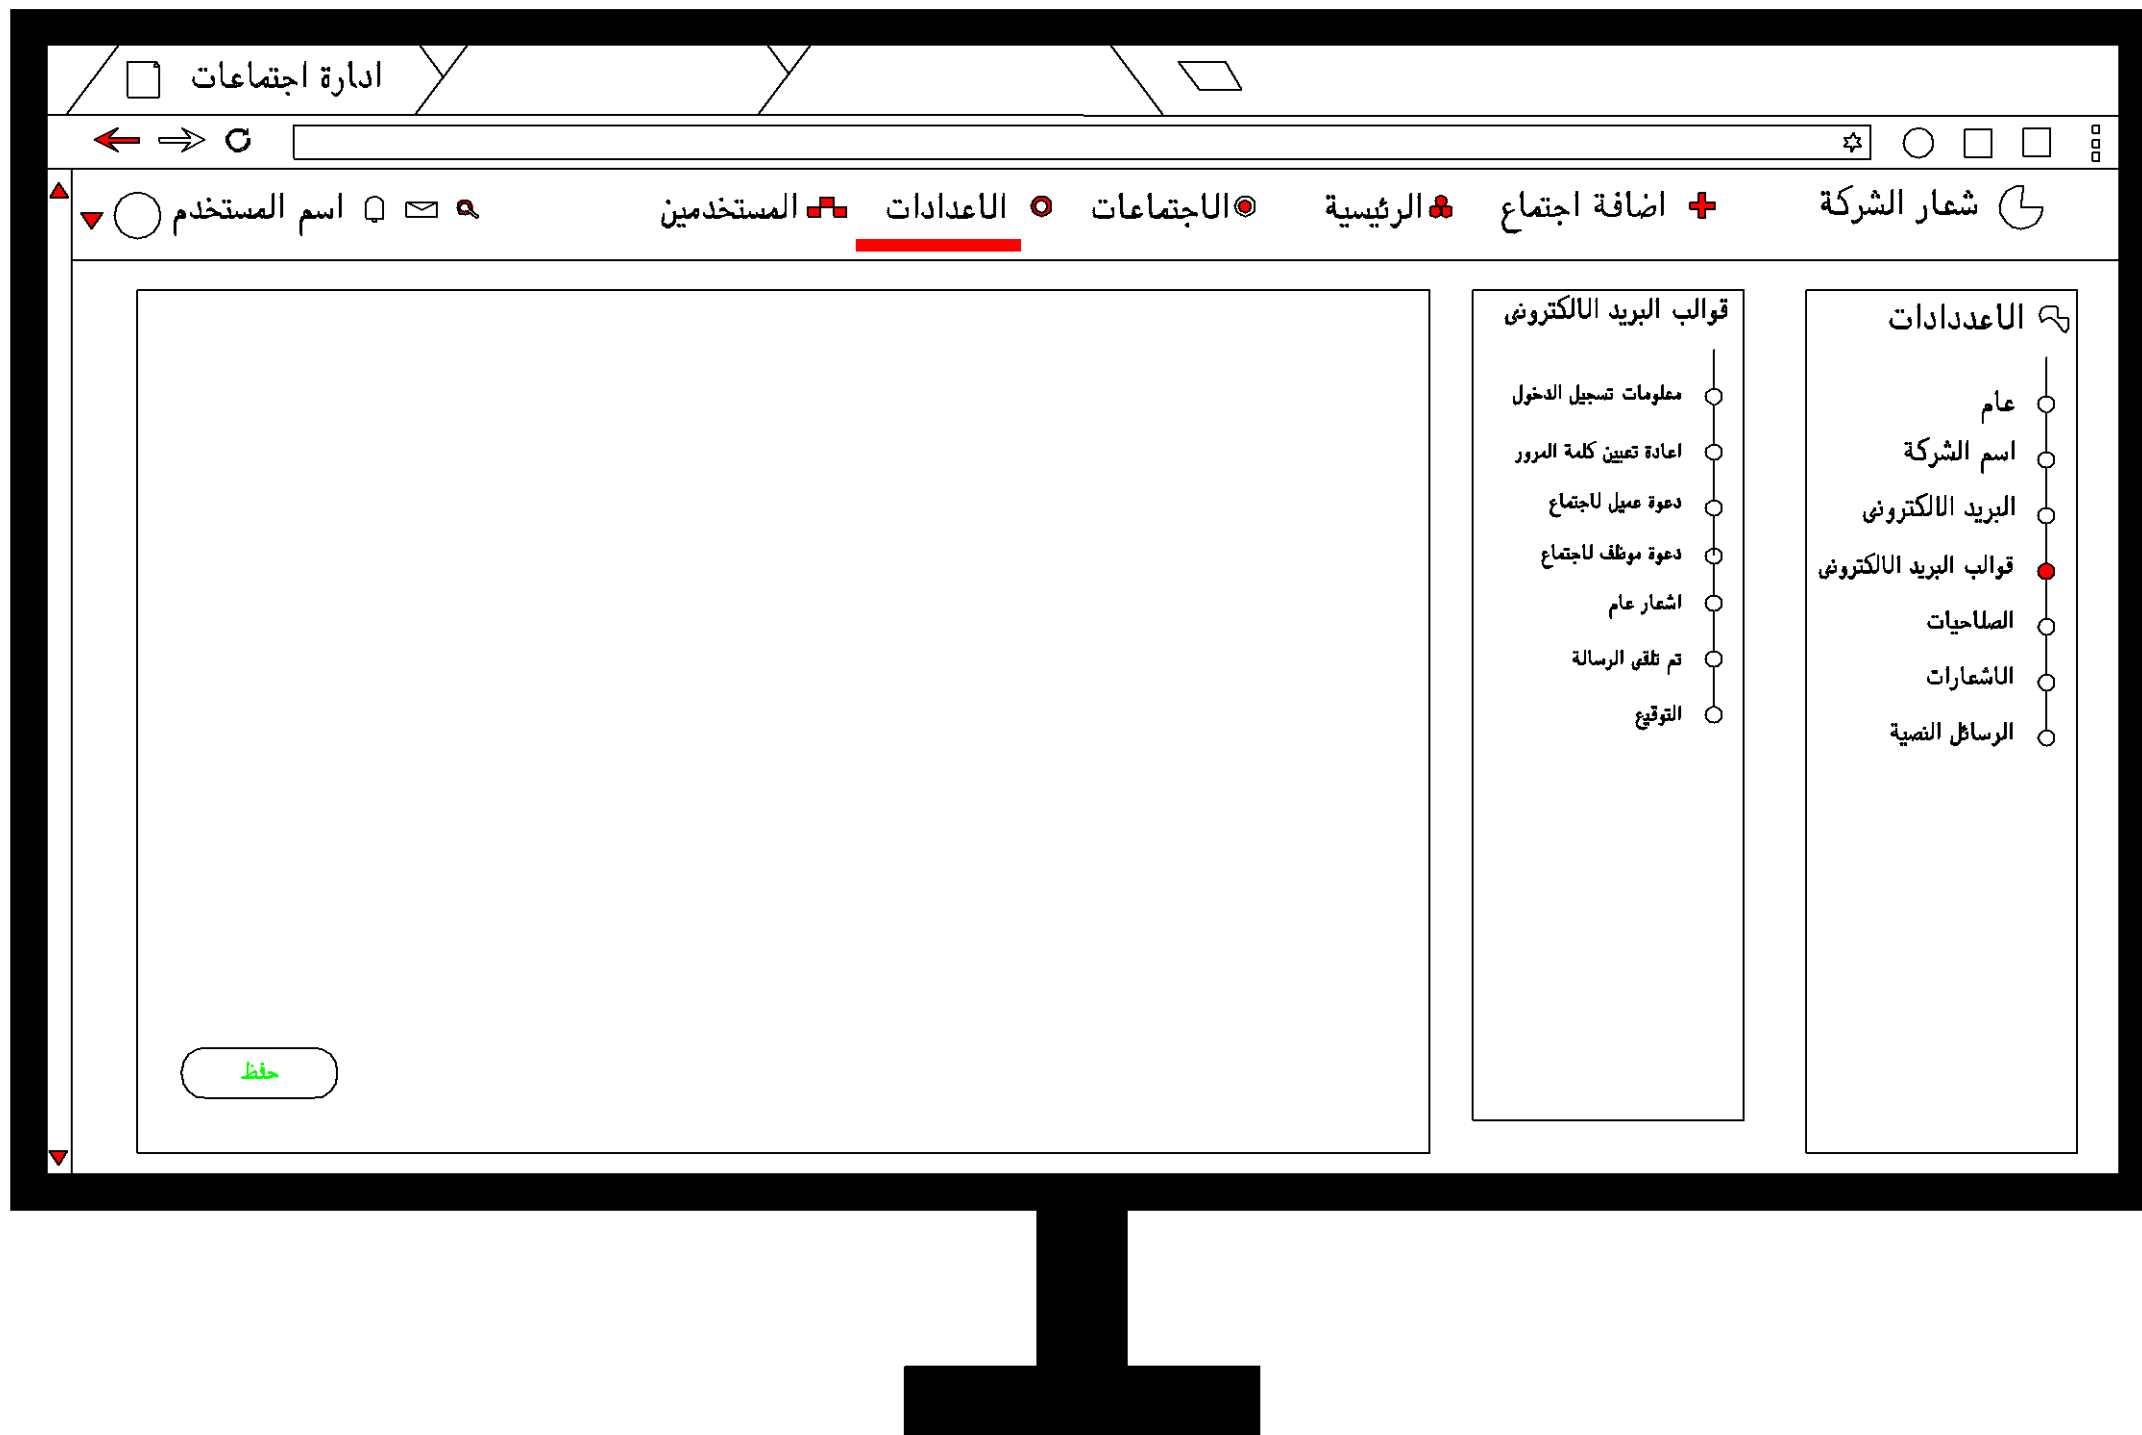 ادارة اجتماعات
شعار الشركة
اضافة اجتماع
الرئيسية
الاجتماعات
الاعدادات
المستخدمين
اسم المستخدم
الاعددادات
عام
اسم الشركة
البريد الالكترونى
قوالب البريد الالكترونى
الصلاحيات
الاشعارات
الرسائل النصية
قوالب البريد الالكترونى
معلومات تسجيل الدخول
اعادة تعيين كلمة المرور
دعوة عميل لاجتماع
دعوة موظف لاجتماع
اشعار عام
تم تلقى الرسالة
التوقيع
حفظ